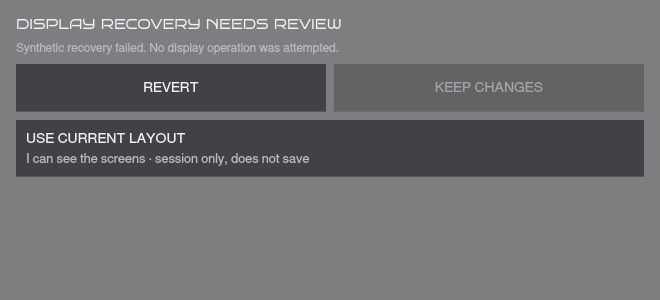 DISPLAY RECOVERY NEEDS REVIEW
Synthetic recovery failed. No display operation was attempted.
REVERT
KEEP CHANGES
USE CURRENT LAYOUT
I can see the screens · session only, does not save